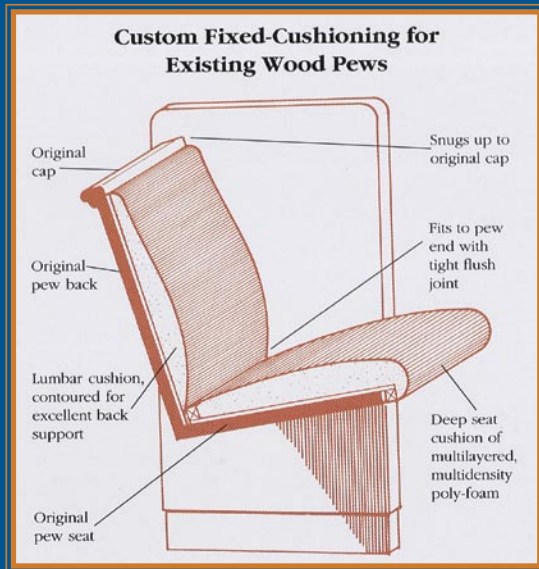 Custom Fixed-Cushioning for
Existing Wood Pews
Original
cap
Snugs up to
original cap
Original
pew back
Fits to pew
end with
tight flush
joint
Lumbar cushion,
contoured for
excellent back
support
Deep seat
cushion of
multilayered,
multidensity
poly-foam
Original
pew seat